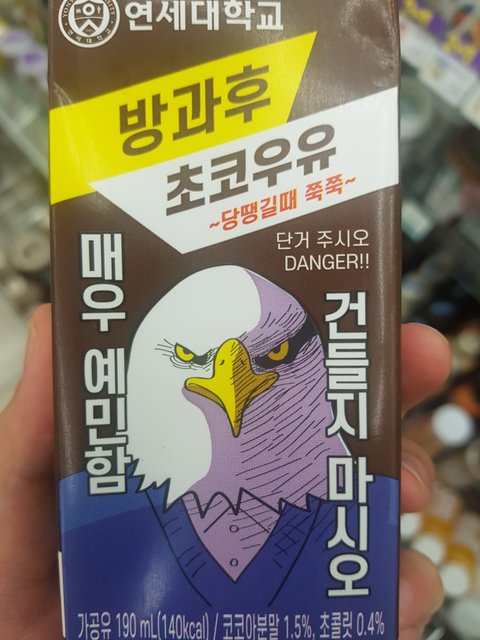 연세대학교
방과후
초코우유
~당땡길때 쭉쭉~
단거 주시오
DANGER!!
매우 예민함
건들지 마시오
가공유 190 mL(140kcal) / 코코아분말 1.5%, 초콜릿 0.4%